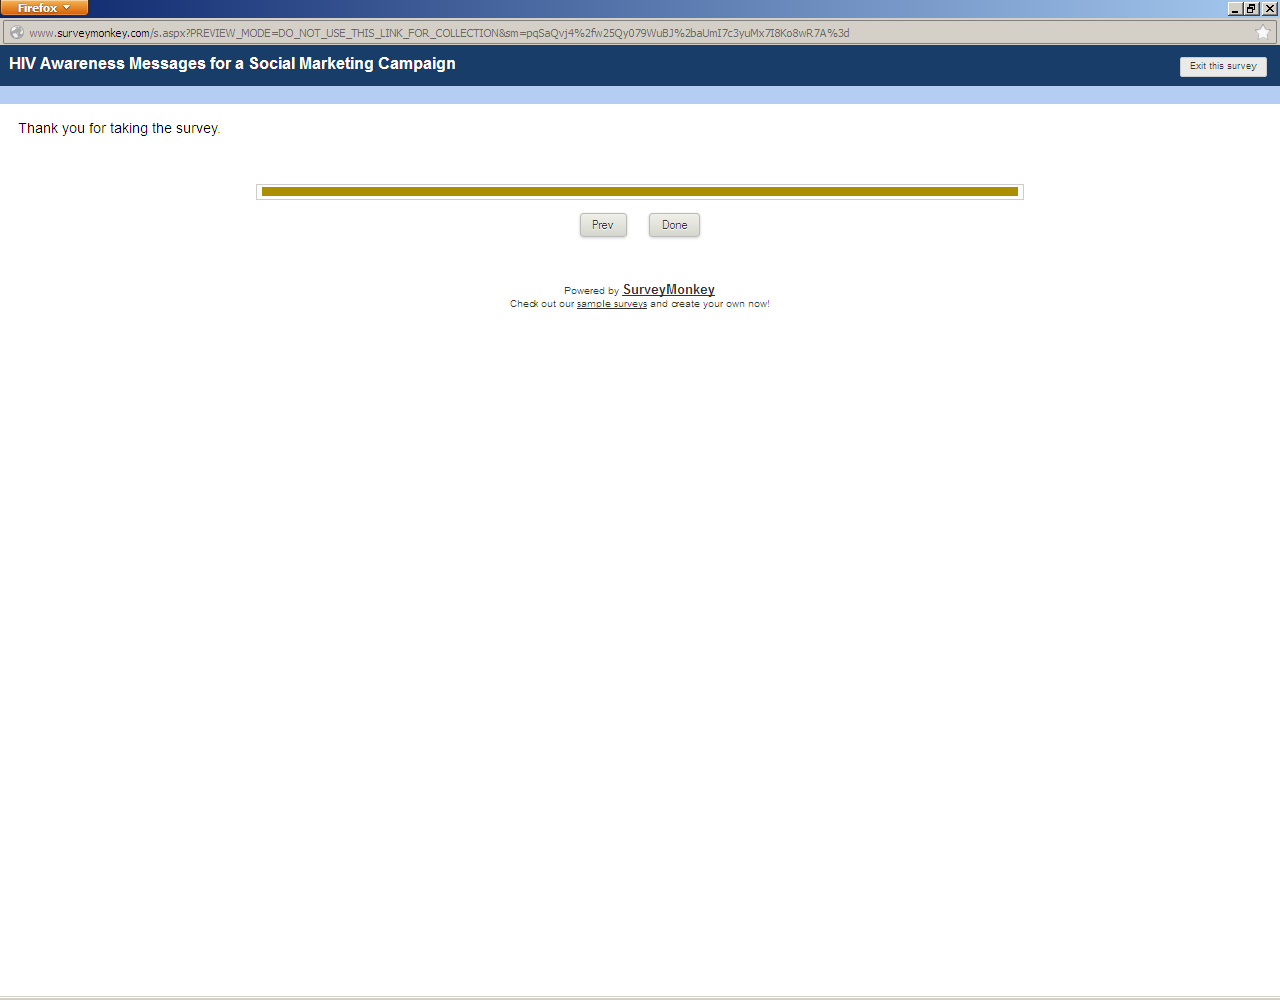 Firefox
www.surveymonkey.com/s.aspx?PREVIEW_MODE=DO_NOT_USE_THIS_LINK_FOR_COLLECTION&sm=pqSaQvj4%2fw25Qy079WuBJ%2baUmI7c3yuMx7I8Ko8wR7A%3d
HIV Awareness Messages for a Social Marketing Campaign
Exit this survey
Thank you for taking the survey.
Prev Done
Powered by SurveyMonkey
Check out our sample surveys and create your own now!